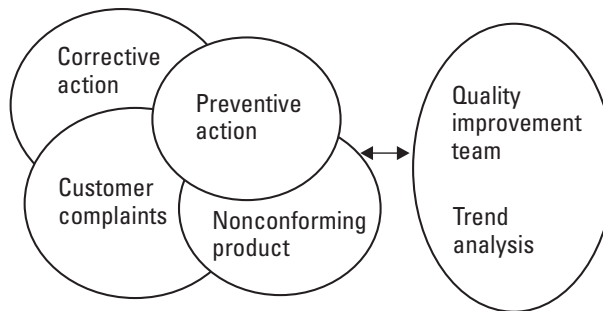 Corrective
action
Preventive
action
Customer
complaints
Nonconforming
product
Quality
improvement
team
Trend
analysis